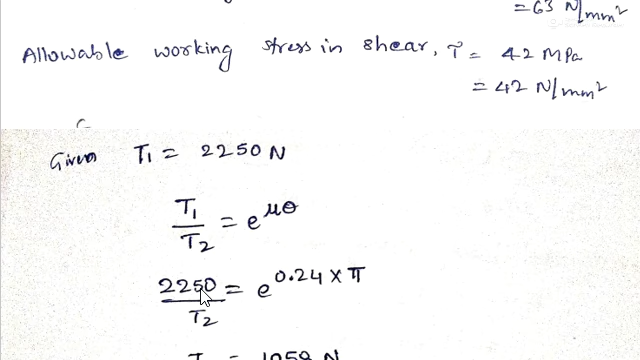 = 63 N/mm²
Allowable working stress in shear, τ = 42 MPa
= 42 N/mm²
Given T₁ = 2250 N
T₁/T₂ = e^μθ
2250/T₂ = e^0.24 × π
= 1058 N